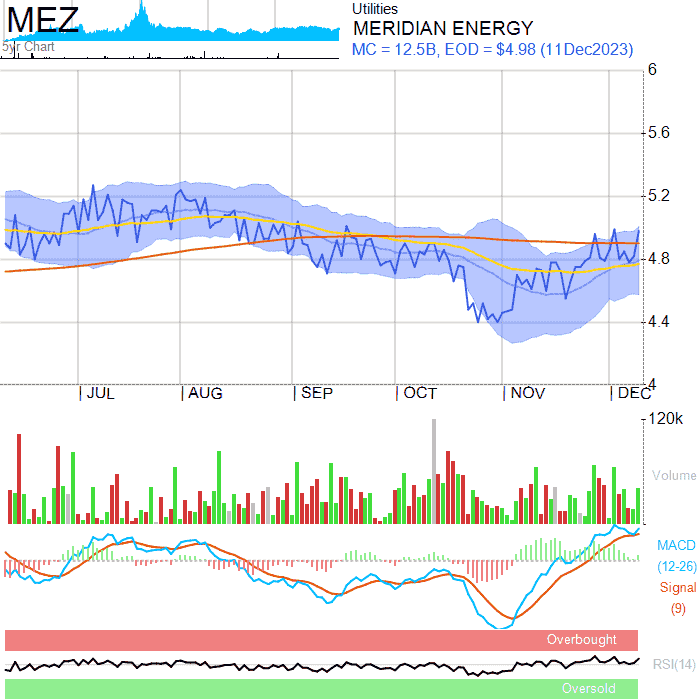 MEZ
5yr Chart
Utilities
MERIDIAN ENERGY
MC = 12.5B, EOD = $4.98 (11Dec2023)
6
5.6
5.2
4.8
4.4
4
JUL
AUG
SEP
OCT
NOV
DEC
120k
Volume
MACD
(12-26)
Signal
(9)
Overbought
RSI(14)
Oversold